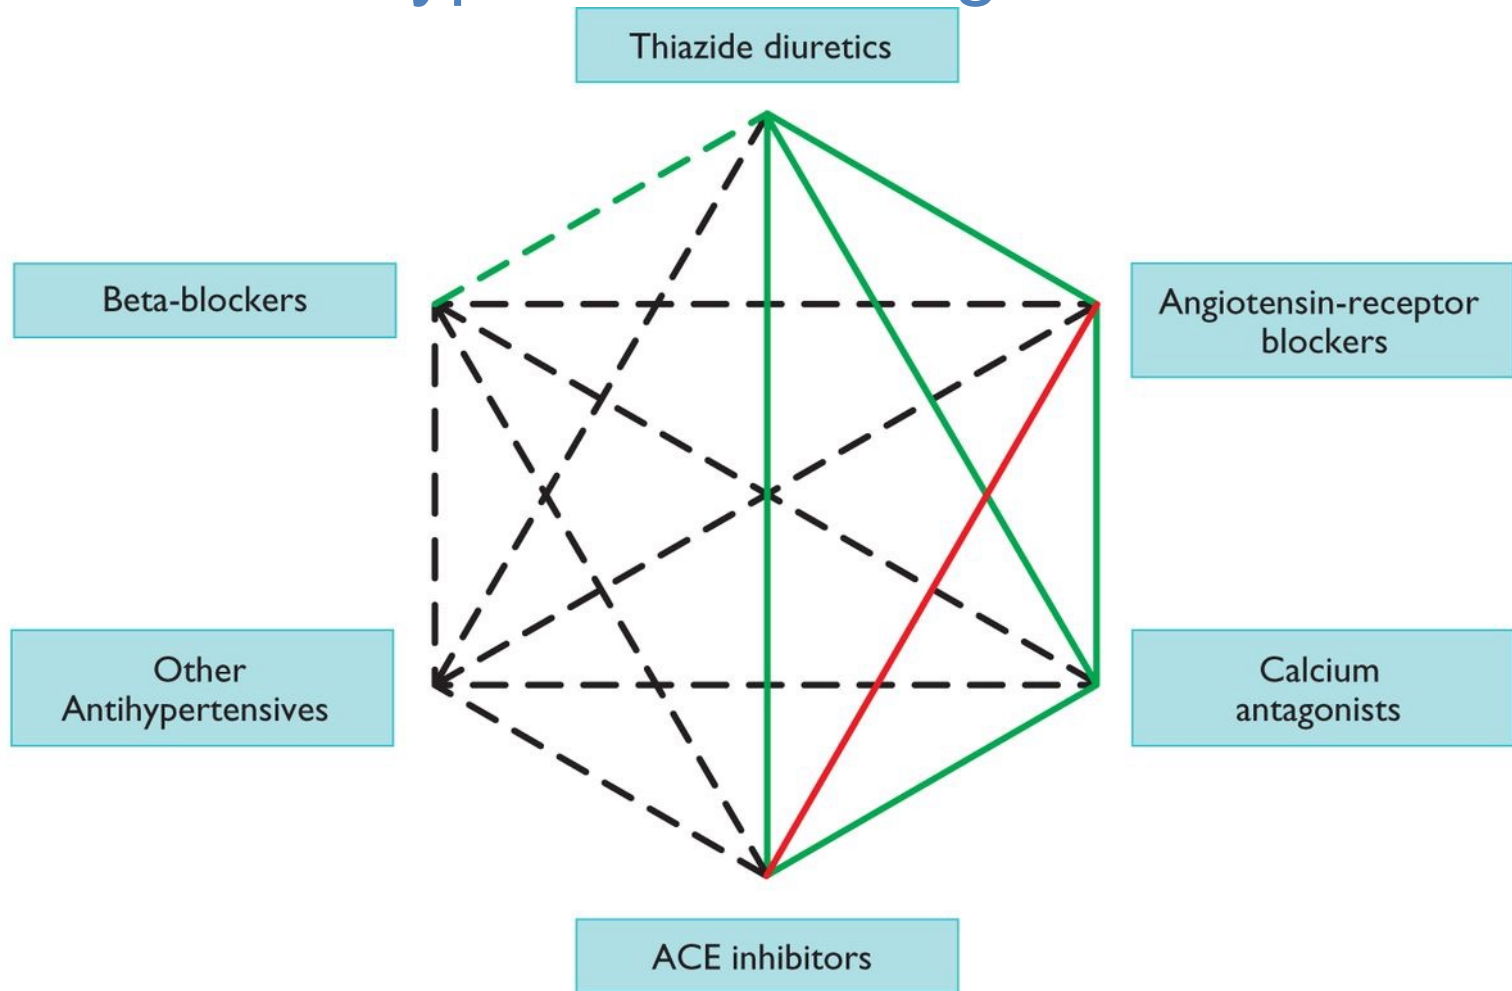 Thiazide diuretics
Beta-blockers
Angiotensin-receptor
blockers
Other
Antihypertensives
Calcium
antagonists
ACE inhibitors